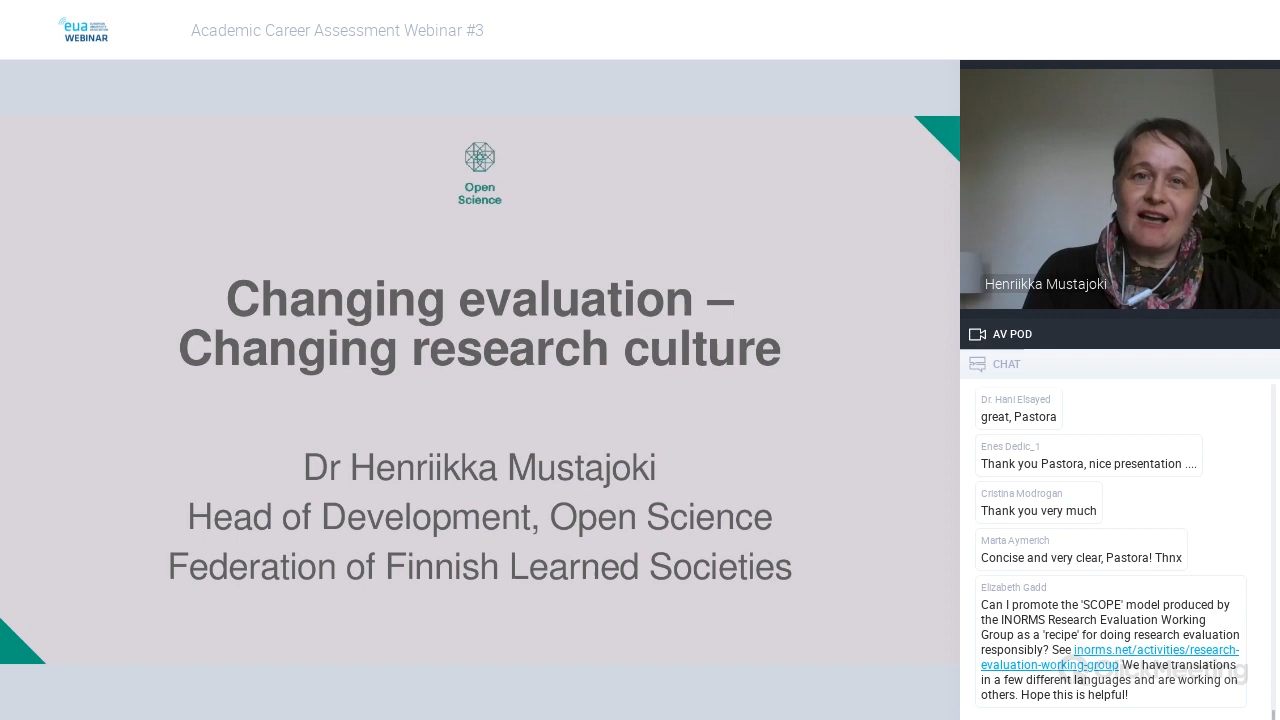 eua
WEBINAR
Academic Career Assessment Webinar #3
Open
Science
Changing evaluation –
Changing research culture
Dr Henriikka Mustajoki
Head of Development, Open Science
Federation of Finnish Learned Societies
Henriikka Mustajoki
AV POD
CHAT
Dr. Hani Elsayed
great, Pastora
Enes Dedic_1
Thank you Pastora, nice presentation ....
Cristina Modrogan
Thank you very much
Marta Aymerich
Concise and very clear, Pastora! Thnx
Elizabeth Gadd
Can I promote the 'SCOPE' model produced by
the INORMS Research Evaluation Working
Group as a 'recipe' for doing research evaluation
responsibly? See inorms.net/activities/research-
evaluation-working-group We have translations
in a few different languages and are working on
others. Hope this is helpful!
ClickMeeting